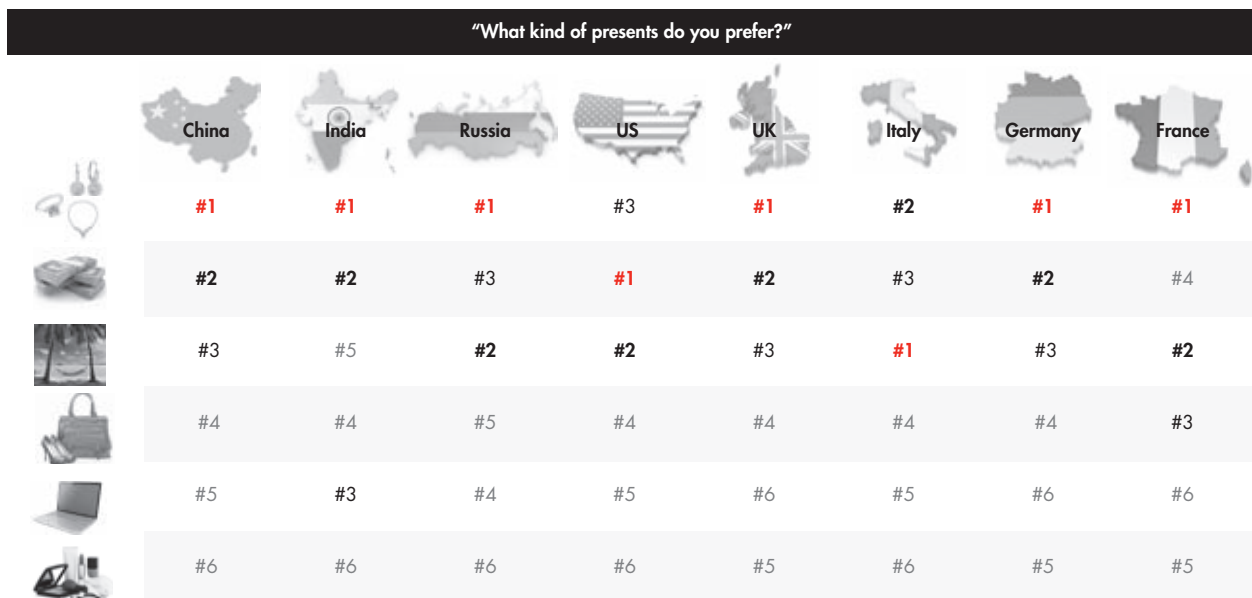 “What kind of presents do you prefer?”
China India Russia US UK Italy Germany France
#1 #1 #1 #3 #1 #2 #1 #1
#2 #2 #3 #1 #2 #3 #2 #4
#3 #5 #2 #2 #3 #1 #3 #2
#4 #4 #5 #4 #4 #4 #4 #3
#5 #3 #4 #5 #6 #5 #6 #6
#6 #6 #6 #6 #5 #6 #5 #5